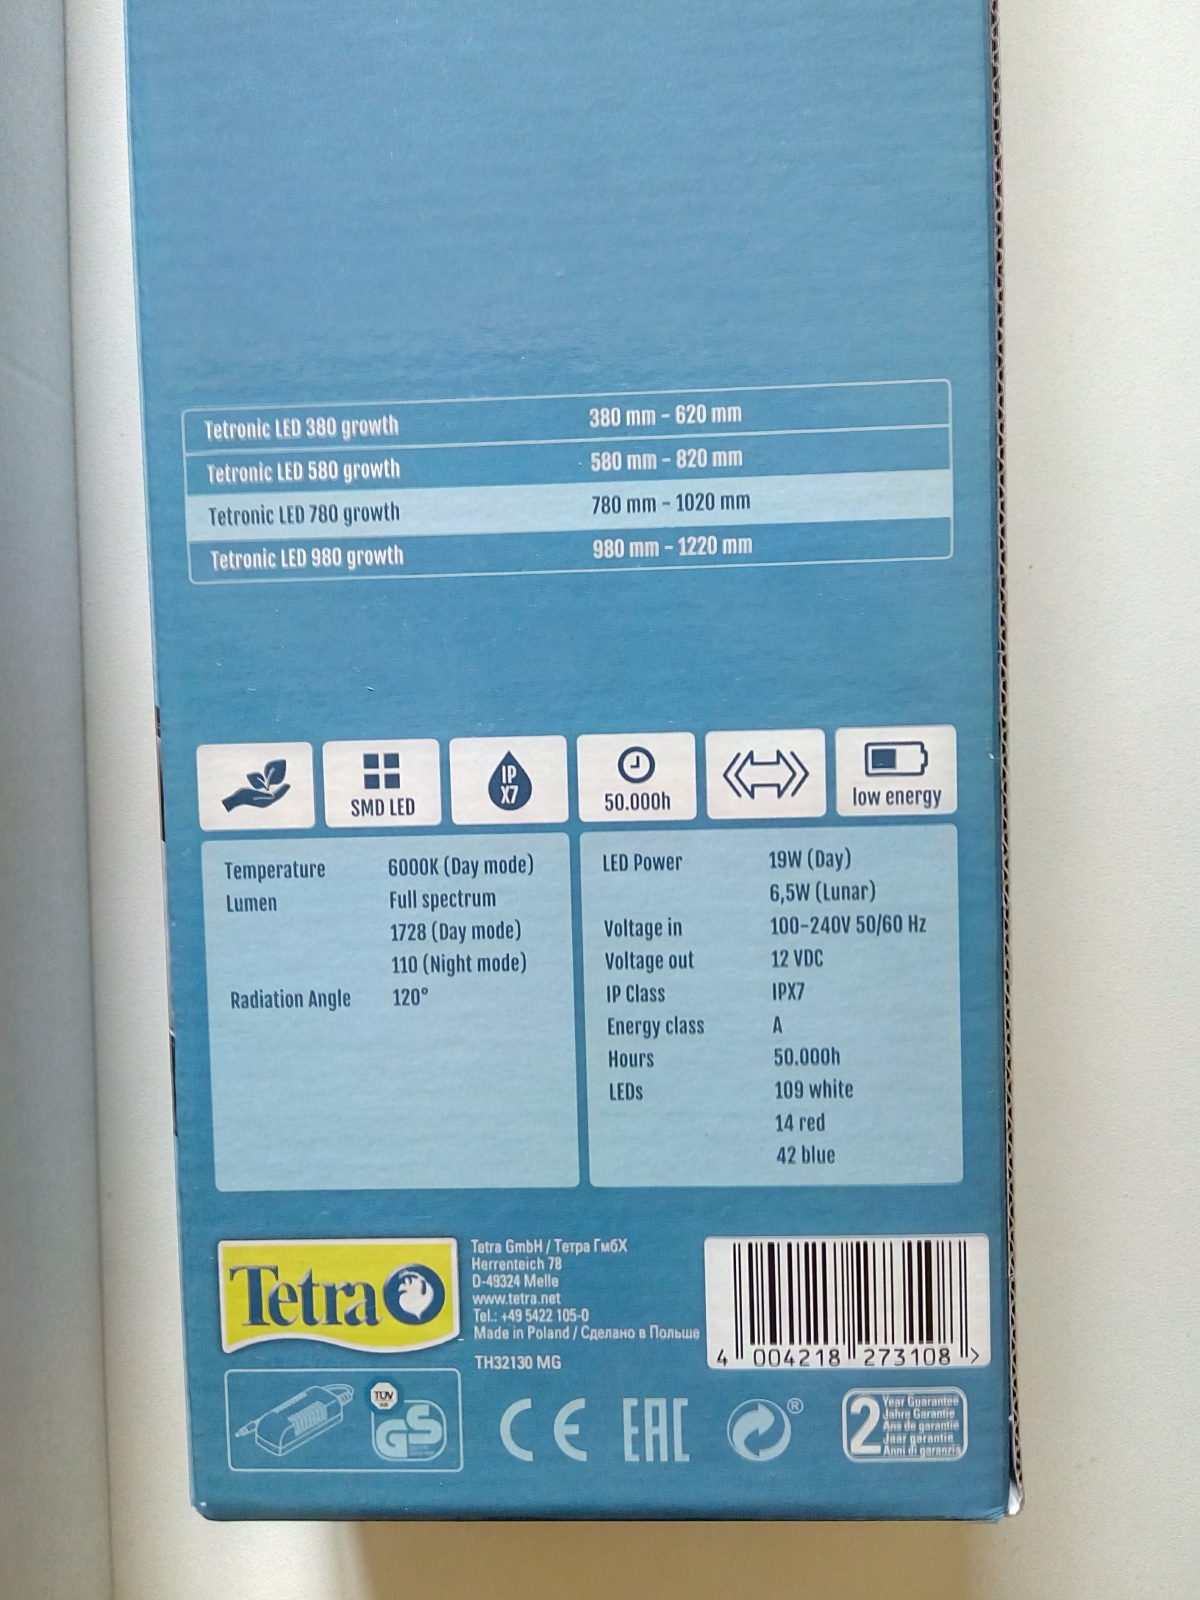 Tetronic LED 380 growth 380 mm – 620 mm
Tetronic LED 580 growth 580 mm – 820 mm
Tetronic LED 780 growth 780 mm – 1020 mm
Tetronic LED 980 growth 980 mm – 1220 mm
SMD LED
IP
X7
50.000h
low energy
Temperature 6000K (Day mode)
Lumen Full spectrum
1728 (Day mode)
110 (Night mode)
Radiation Angle 120°
LED Power 19W (Day)
6,5W (Lunar)
Voltage in 100-240V 50/60 Hz
Voltage out 12 VDC
IP Class IPX7
Energy class A
Hours 50.000h
LEDs 109 white
14 red
42 blue
Tetra
Tetra GmbH / Тетра ГмбХ
Herrenteich 78
D-49324 Melle
www.tetra.net
Tel.: +49 5422 105-0
Made in Poland / Сделано в Польше
TH32130 MG
4 004218 273108 >
TÜV
GS
CE
EAC
®
2
Year Guarantee
Jahre Garantie
Ans de garantie
Jaar garantie
Anni di garanzia